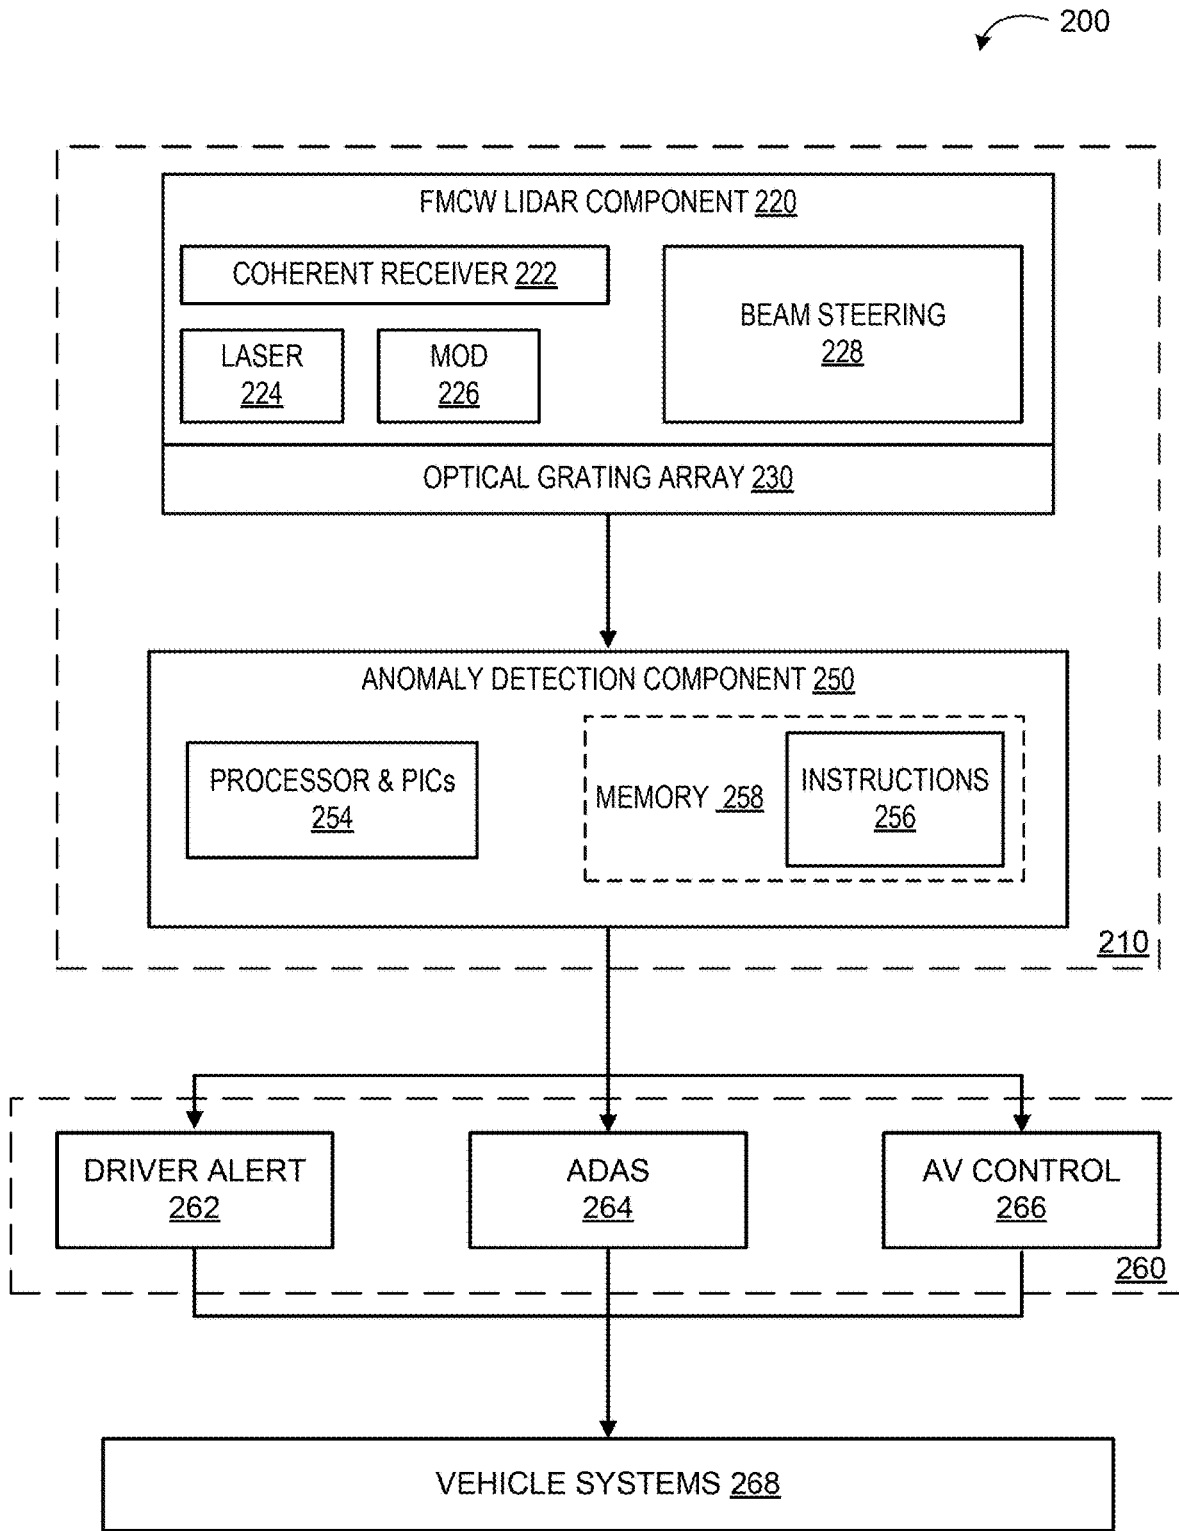 200
FMCW LIDAR COMPONENT 220
COHERENT RECEIVER 222
BEAM STEERING
228
LASER
224
MOD
226
OPTICAL GRATING ARRAY 230
ANOMALY DETECTION COMPONENT 250
PROCESSOR & PICs
254
MEMORY 258
INSTRUCTIONS
256
210
DRIVER ALERT
262
ADAS
264
AV CONTROL
266
260
VEHICLE SYSTEMS 268